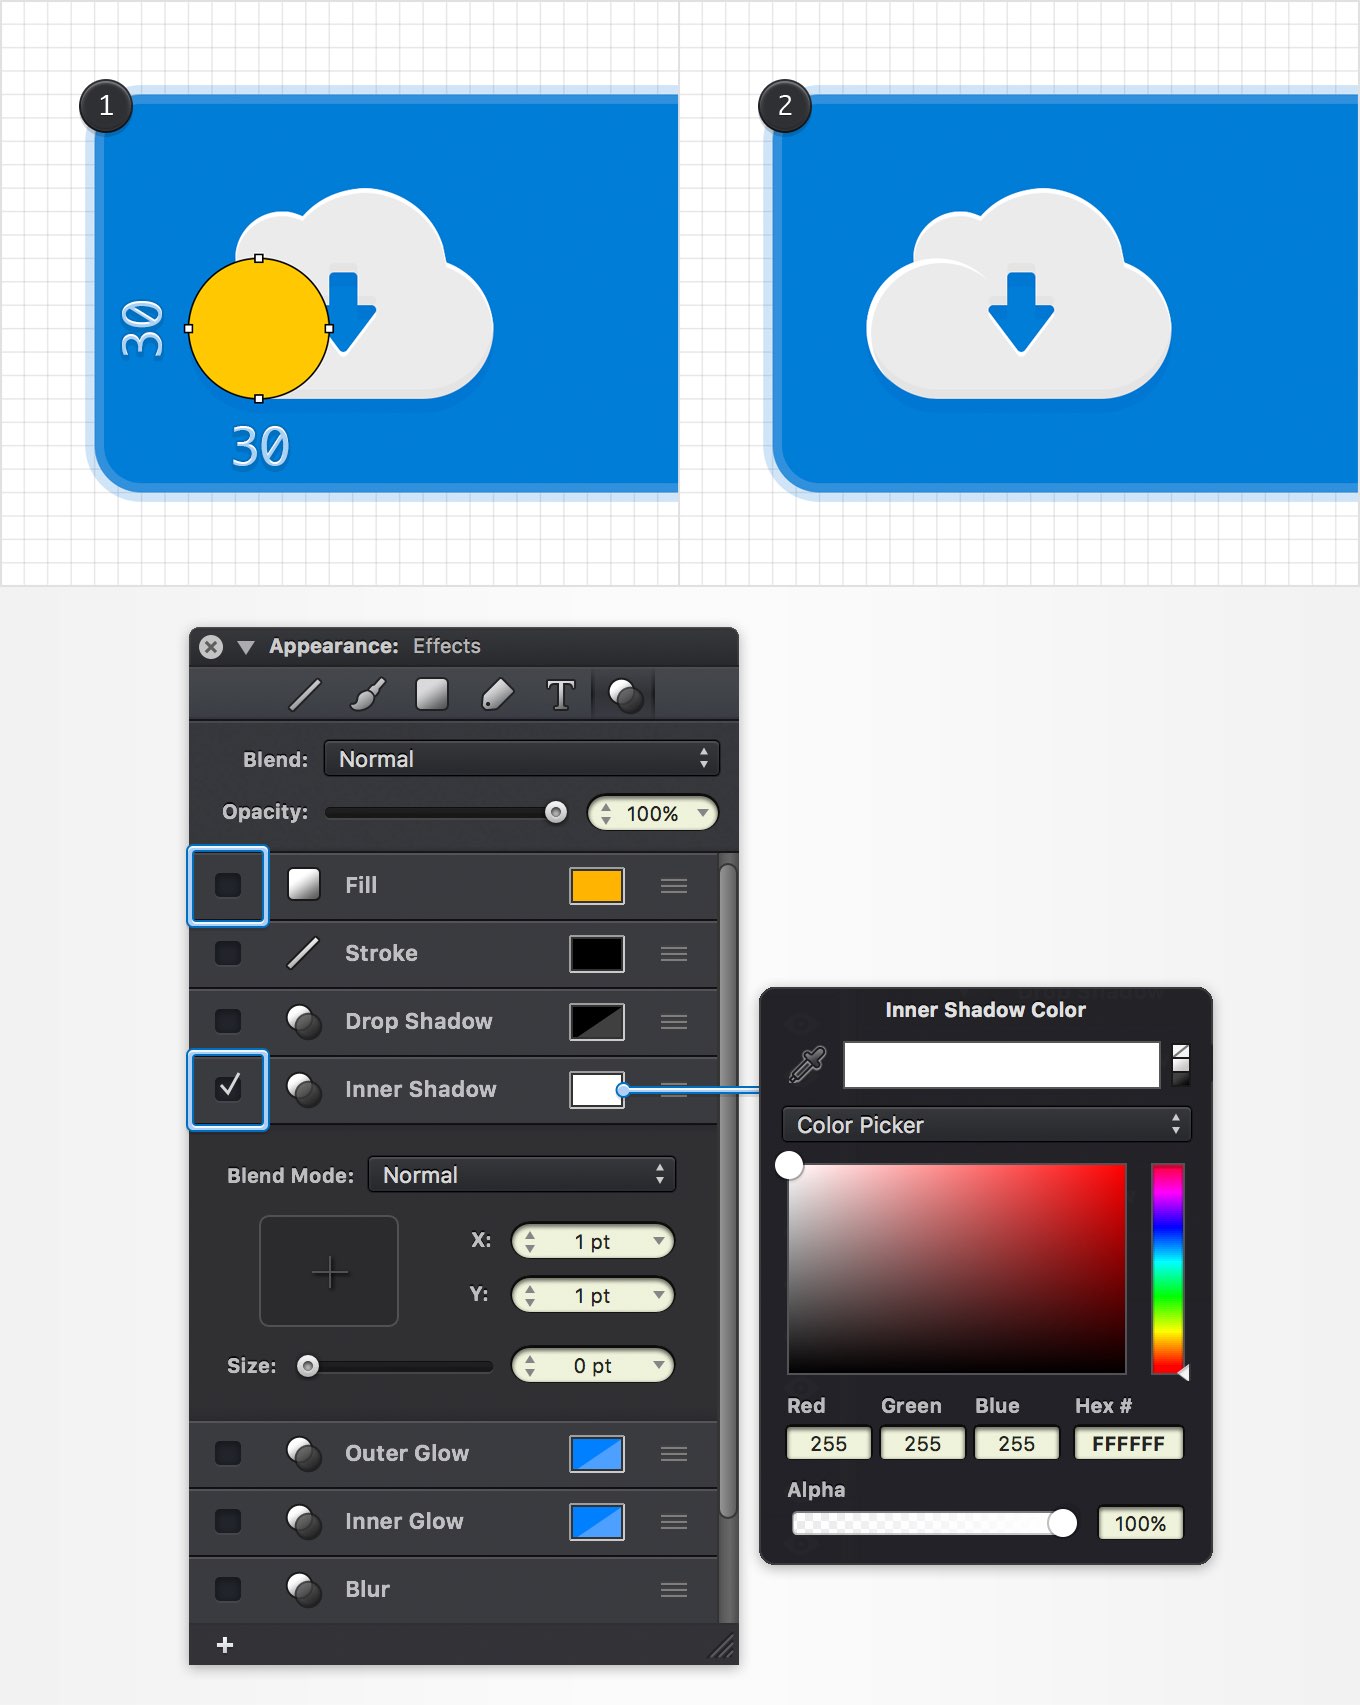 1
2
30
30
Appearance: Effects
T
Blend: Normal
Opacity: 100%
Fill
Stroke
Drop Shadow
Inner Shadow
Inner Shadow Color
Color Picker
Blend Mode: Normal
X: 1 pt
Y: 1 pt
Size: 0 pt
Red Green Blue Hex #
255 255 255 FFFFFF
Alpha
100%
Outer Glow
Inner Glow
Blur